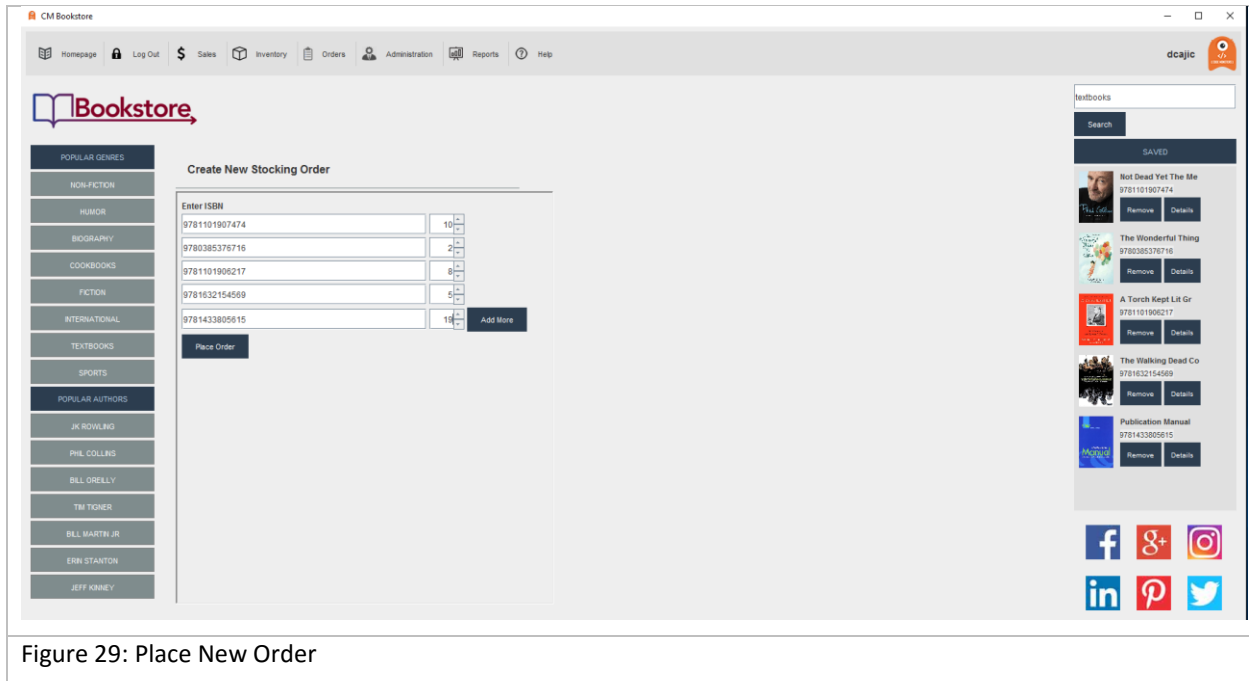 CM Bookstore
Homepage Log Out $ Sales Inventory Orders Administration Reports ? Help
dcajic
Bookstore
textbooks
Search
SAVED
POPULAR GENRES
NON-FICTION
HUMOR
BIOGRAPHY
COOKBOOKS
FICTION
INTERNATIONAL
TEXTBOOKS
SPORTS
POPULAR AUTHORS
JK ROWLING
PHIL COLLINS
BILL OREILLY
TIM TIGNER
BILL MARTIN JR
ERIN STANTON
JEFF KINNEY
Create New Stocking Order
Enter ISBN
9781101907474 10
9780385376716 2
9781101906217 8
9781632154569 5
9781433805615 19 Add More
Place Order
Not Dead Yet The Me
9781101907474
Remove Details
The Wonderful Thing
9780385376716
Remove Details
A Torch Kept Lit Gr
9781101906217
Remove Details
The Walking Dead Co
9781632154569
Remove Details
Publication Manual
9781433805615
Manual
Remove Details
f g+
in
Figure 29: Place New Order